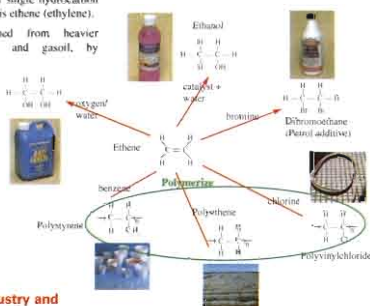 single hydrocarbon
is ethene (ethylene).
ned from heavier
and gasoil, by
Ethanol
catalyst +
water
oxygen/
water
bromine
Dibromoethane
(Petrol additive)
Ethene
benzene
Polymerize
chlorine
Polystyrene
Polyethene
Polyvinylchloride
ustry and